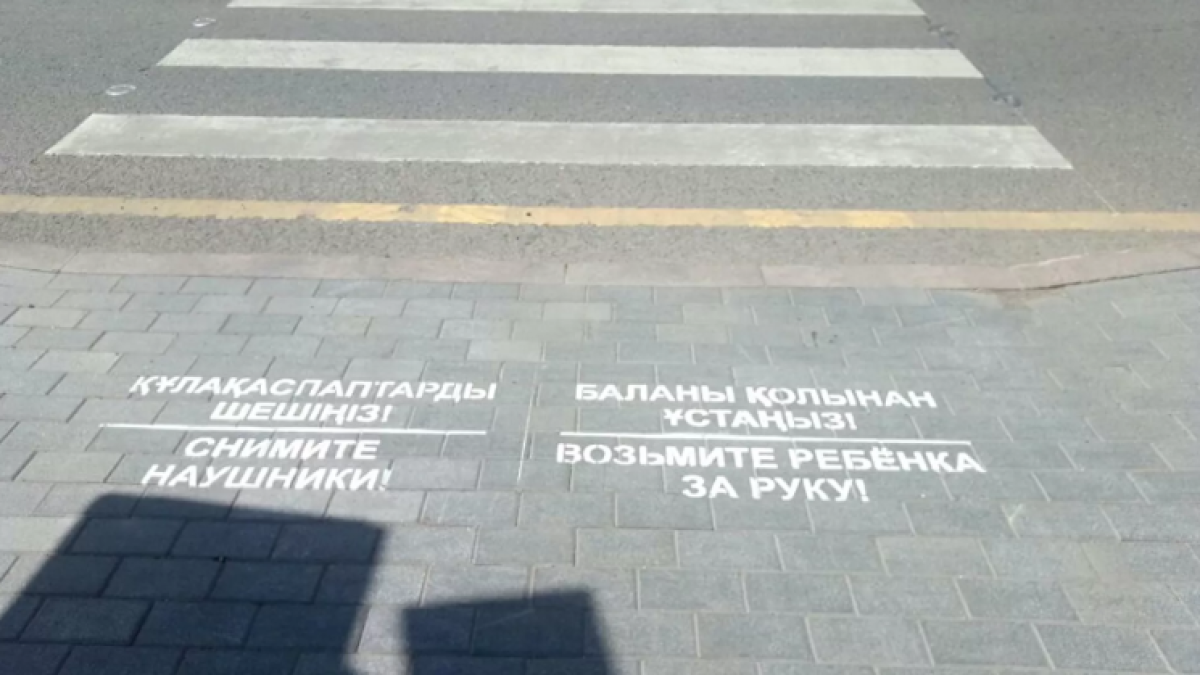 ҚҰЛАҚАСПАПТАРДЫ
ШЕШІҢІЗ!
СНИМИТЕ
НАУШНИКИ!
БАЛАНЫ ҚОЛЫНАН
ҰСТАҢЫЗ!
ВОЗЬМИТЕ РЕБЁНКА
ЗА РУКУ!